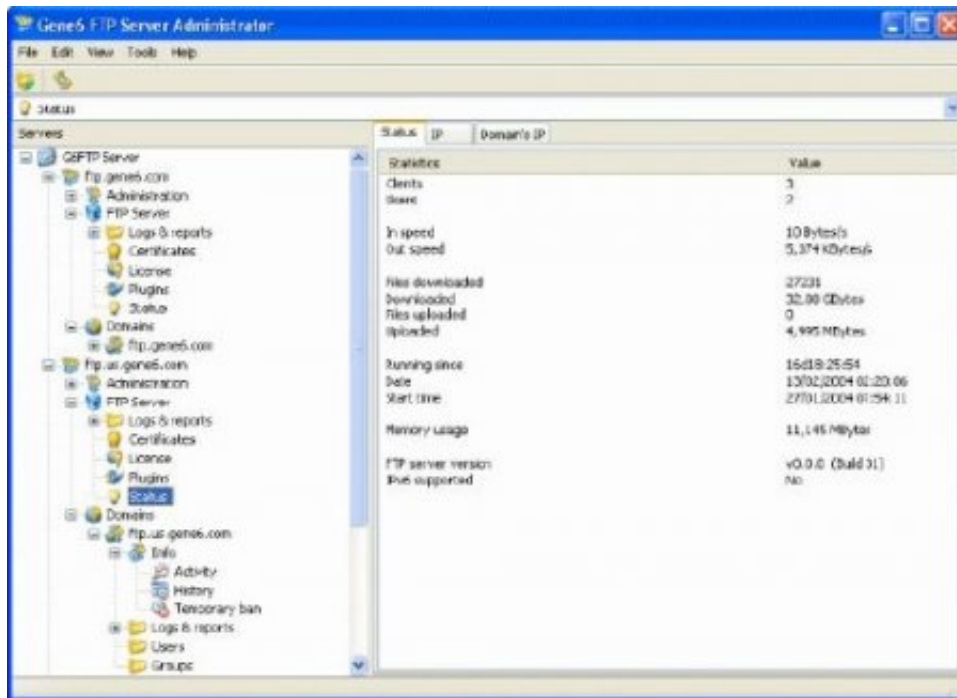 Gene6 FTP Server Administrator
File Edit View Tools Help
Status
Servers
Status IP Domain's IP
G6FTP Server
ftp.gene6.com
Administration
FTP Server
Logs & reports
Certificates
License
Plugins
Status
Domains
ftp.gene6.com
ftp.us.gene6.com
Administration
FTP Server
Logs & reports
Certificates
License
Plugins
Status
Domains
ftp.us.gene6.com
Info
Activity
History
Temporary ban
Logs & reports
Users
Groups
Statistics Value
Clients 3
Users 2
In speed 10 Bytes/s
Out speed 5,374 KBytes/s
Files downloaded 27231
Downloaded 32,00 GBytes
Files uploaded 0
Uploaded 4,995 MBytes
Running since 16d18:25:54
Date 13/02/2004 02:20:06
Start time 27/01/2004 01:54:11
Memory usage 11,145 MBytes
FTP server version v0.0.0 (Build 31)
IPv6 supported No